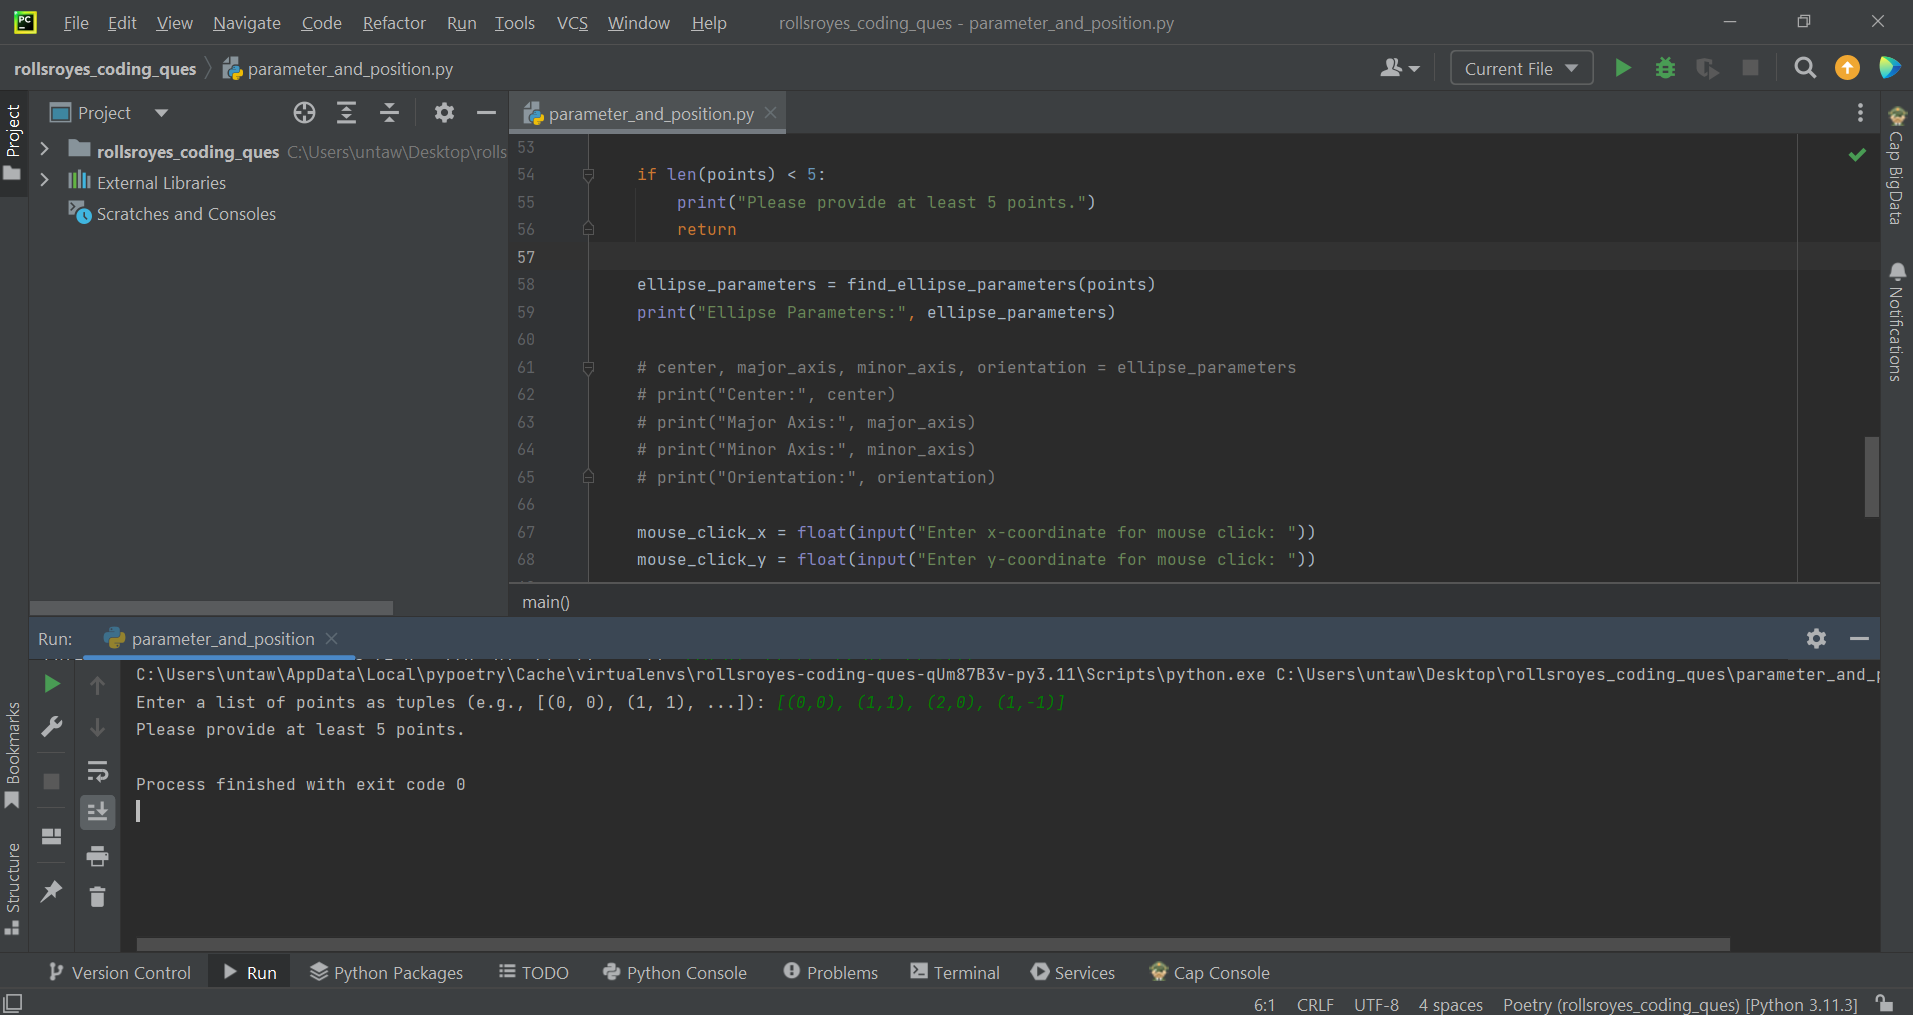 PC File Edit View Navigate Code Refactor Run Tools VCS Window Help rollsroyes_coding_ques - parameter_and_position.py
rollsroyes_coding_ques parameter_and_position.py Current File
Project
Project
rollsroyes_coding_ques C:\Users\untaw\Desktop\rolls
External Libraries
Scratches and Consoles
parameter_and_position.py
53
54 if len(points) < 5:
55 print("Please provide at least 5 points.")
56 return
57
58 ellipse_parameters = find_ellipse_parameters(points)
59 print("Ellipse Parameters:", ellipse_parameters)
60
61 # center, major_axis, minor_axis, orientation = ellipse_parameters
62 # print("Center:", center)
63 # print("Major Axis:", major_axis)
64 # print("Minor Axis:", minor_axis)
65 # print("Orientation:", orientation)
66
67 mouse_click_x = float(input("Enter x-coordinate for mouse click: "))
68 mouse_click_y = float(input("Enter y-coordinate for mouse click: "))
main()
Cap BigData
Notifications
Run: parameter_and_position
C:\Users\untaw\AppData\Local\pypoetry\Cache\virtualenvs\rollsroyes-coding-ques-qUm87B3v-py3.11\Scripts\python.exe C:\Users\untaw\Desktop\rollsroyes_coding_ques\parameter_and_p
Enter a list of points as tuples (e.g., [(0, 0), (1, 1), ...]): [(0,0), (1,1), (2,0), (1,-1)]
Please provide at least 5 points.
Process finished with exit code 0
Bookmarks
Structure
Version Control Run Python Packages TODO Python Console Problems Terminal Services Cap Console
6:1 CRLF UTF-8 4 spaces Poetry (rollsroyes_coding_ques) [Python 3.11.3]